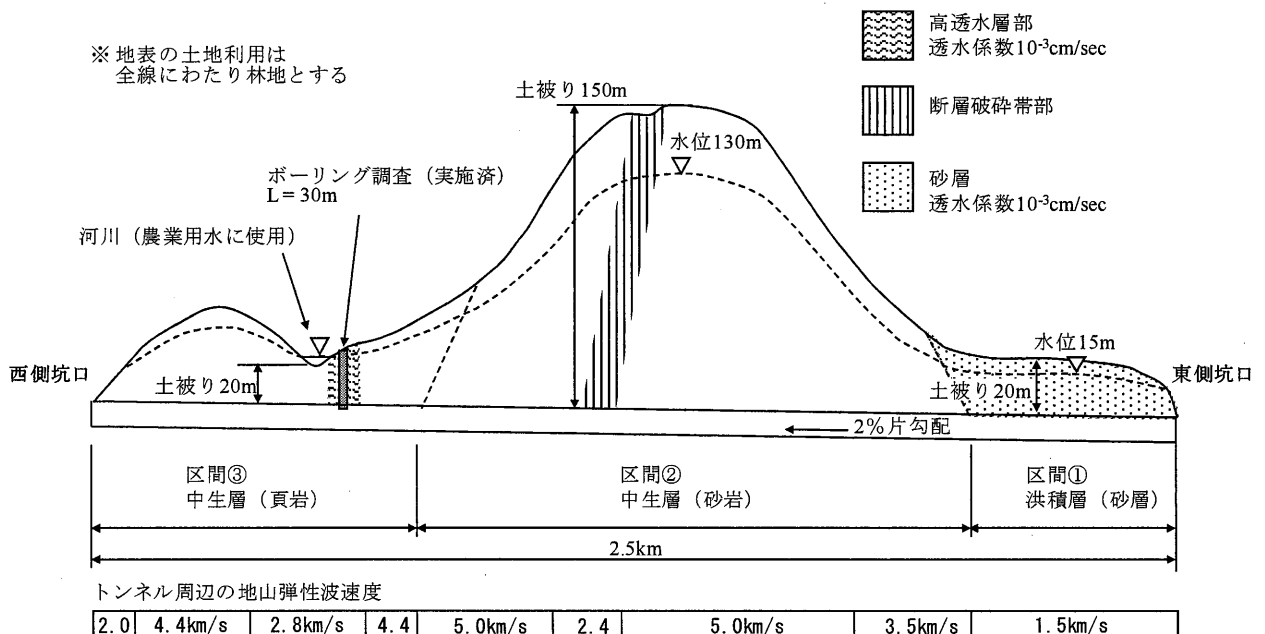 ※ 地表の土地利用は
全線にわたり林地とする
高透水層部
透水係数10⁻³cm/sec
断層破砕帯部
砂層
透水係数10⁻³cm/sec
土被り150m
水位130m
ボーリング調査（実施済）
L＝30m
河川（農業用水に使用）
西側坑口
土被り20m
水位15m
東側坑口
土被り20m
2％片勾配
区間③
中生層（頁岩）
区間②
中生層（砂岩）
区間①
洪積層（砂層）
2.5km
トンネル周辺の地山弾性波速度
2.0 4.4km/s 2.8km/s 4.4 5.0km/s 2.4 5.0km/s 3.5km/s 1.5km/s